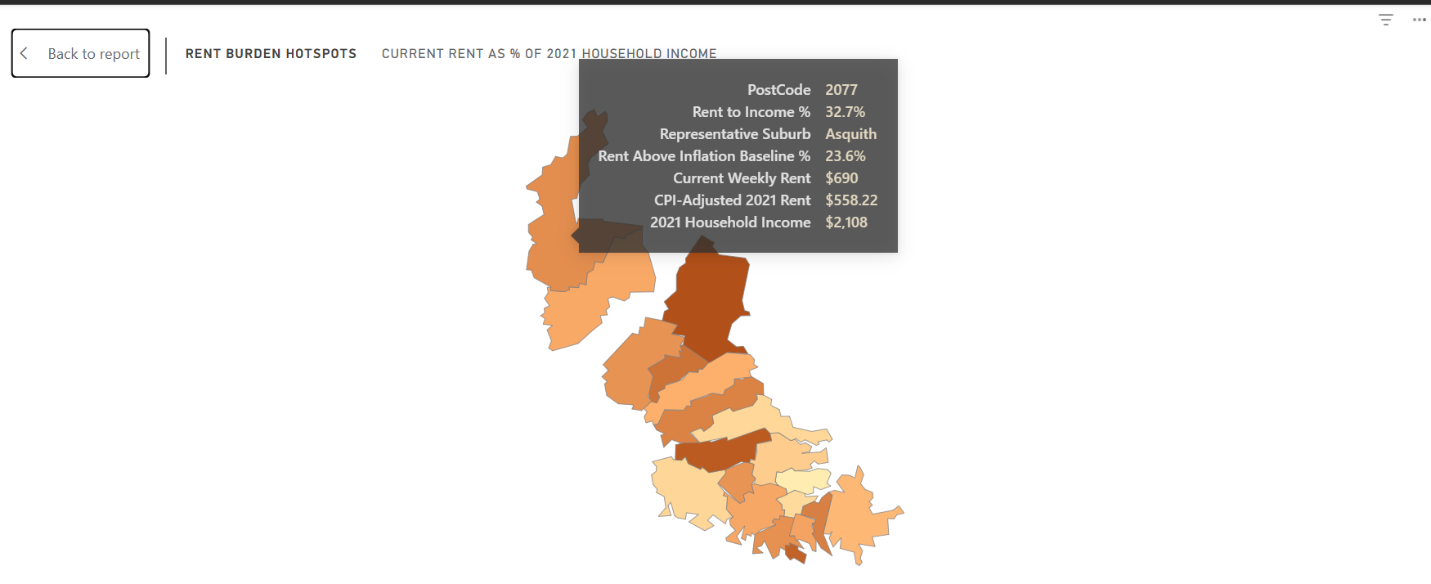 Back to report
RENT BURDEN HOTSPOTS CURRENT RENT AS % OF 2021 HOUSEHOLD INCOME
PostCode 2077
Rent to Income % 32.7%
Representative Suburb Asquith
Rent Above Inflation Baseline % 23.6%
Current Weekly Rent $690
CPI-Adjusted 2021 Rent $558.22
2021 Household Income $2,108